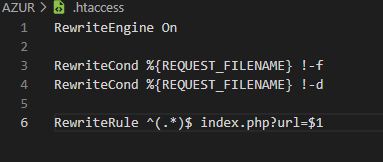 AZUR > .htaccess
1 RewriteEngine On
2
3 RewriteCond %{REQUEST_FILENAME} !-f
4 RewriteCond %{REQUEST_FILENAME} !-d
5
6 RewriteRule ^(.*)$ index.php?url=$1